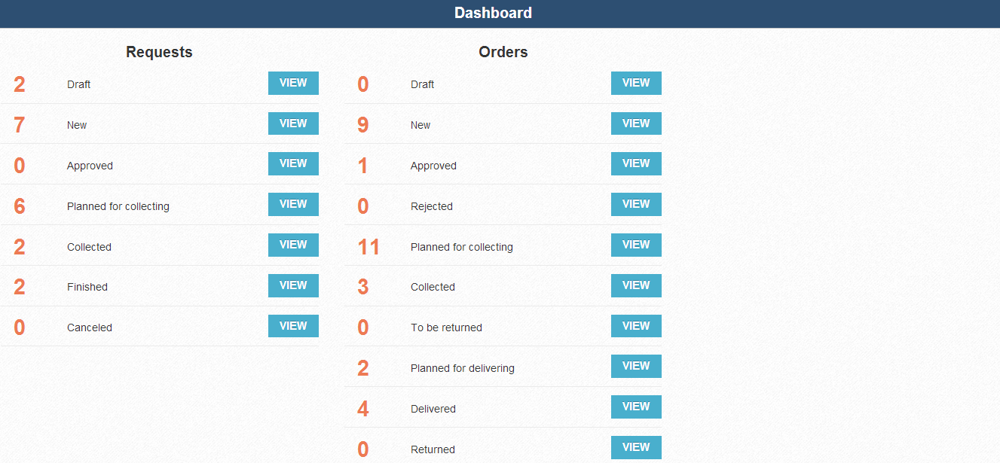 Dashboard
Requests
2 Draft VIEW
7 New VIEW
0 Approved VIEW
6 Planned for collecting VIEW
2 Collected VIEW
2 Finished VIEW
0 Canceled VIEW
Orders
0 Draft VIEW
9 New VIEW
1 Approved VIEW
0 Rejected VIEW
11 Planned for collecting VIEW
3 Collected VIEW
0 To be returned VIEW
2 Planned for delivering VIEW
4 Delivered VIEW
0 Returned VIEW